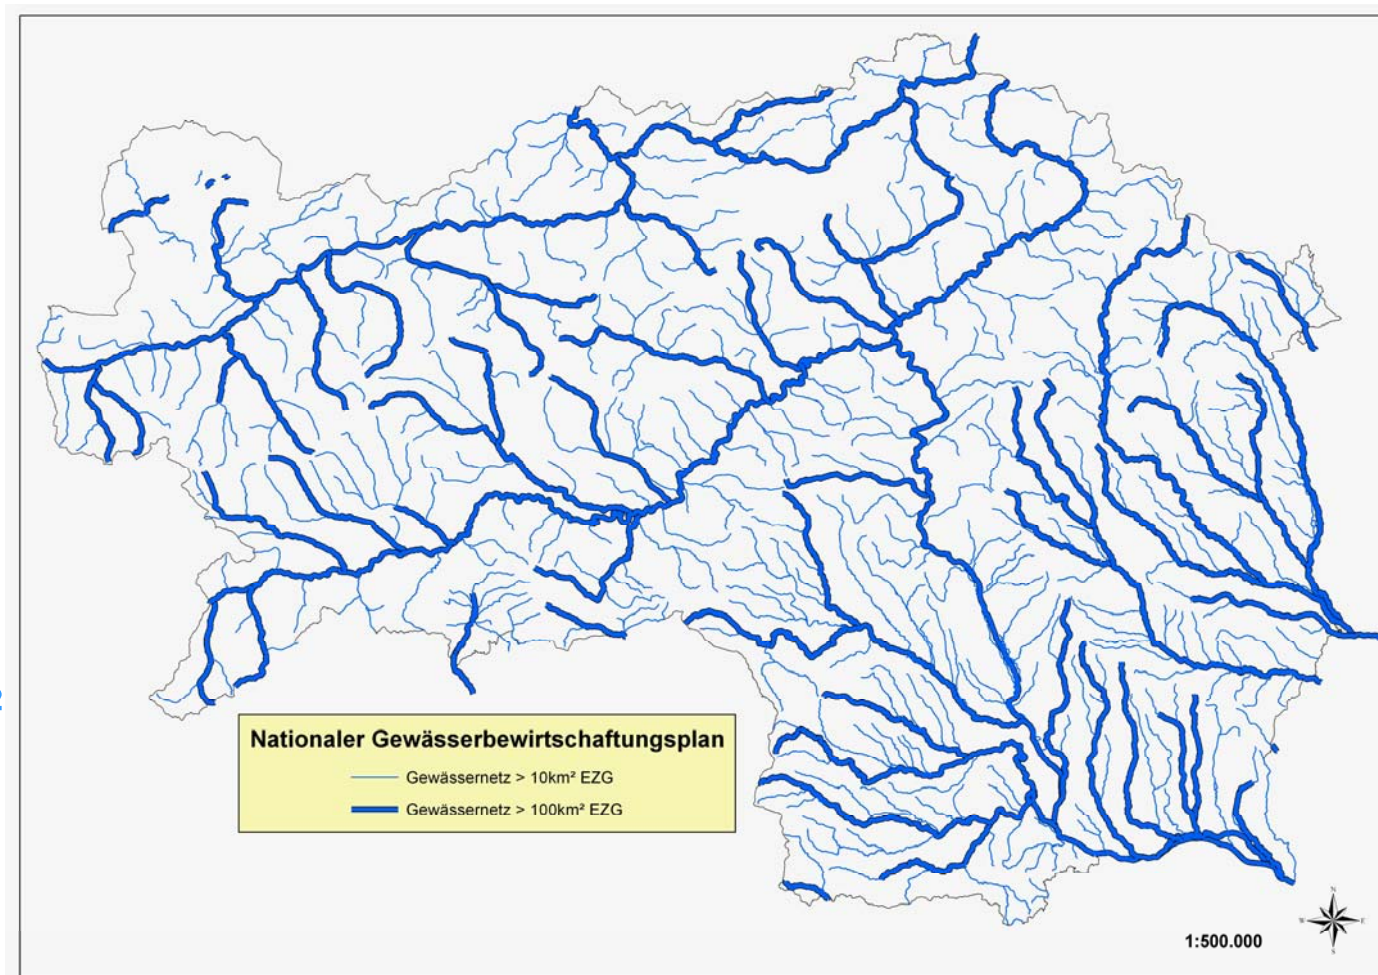 Nationaler Gewässerbewirtschaftungsplan
Gewässernetz > 10km² EZG
Gewässernetz > 100km² EZG
N
W E
S
1:500.000